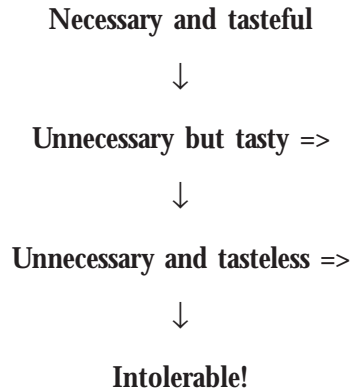 Necessary and tasteful
↓
Unnecessary but tasty =>
↓
Unnecessary and tasteless =>
↓
Intolerable!